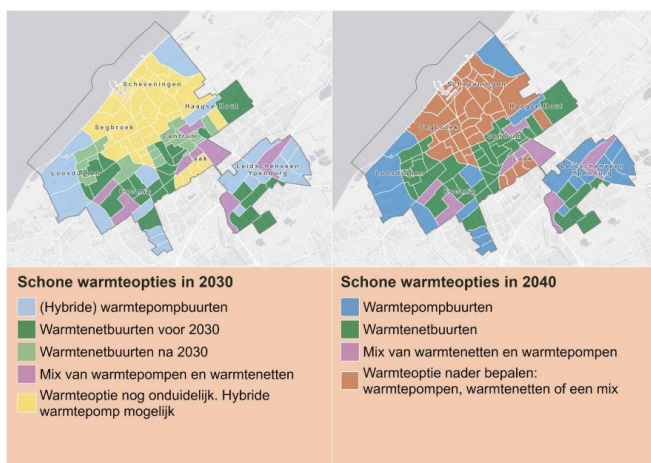 Scheveningen
Haagse Hout
Segbroek
Centrum
Laak
Loosduinen
Escamp
Leidschenveen
Ypenburg
Schone warmteopties in 2030
(Hybride) warmtepompbuurten
Warmtenetbuurten voor 2030
Warmtenetbuurten na 2030
Mix van warmtepompen en warmtenetten
Warmteoptie nog onduidelijk. Hybride
warmtepomp mogelijk
Scheveningen
Haagse Hout
Segbroek
Centrum
Laak
Loosduinen
Escamp
Leidschenveen
Ypenburg
Schone warmteopties in 2040
Warmtepompbuurten
Warmtenetbuurten
Mix van warmtenetten en warmtepompen
Warmteoptie nader bepalen:
warmtepompen, warmtenetten of een mix